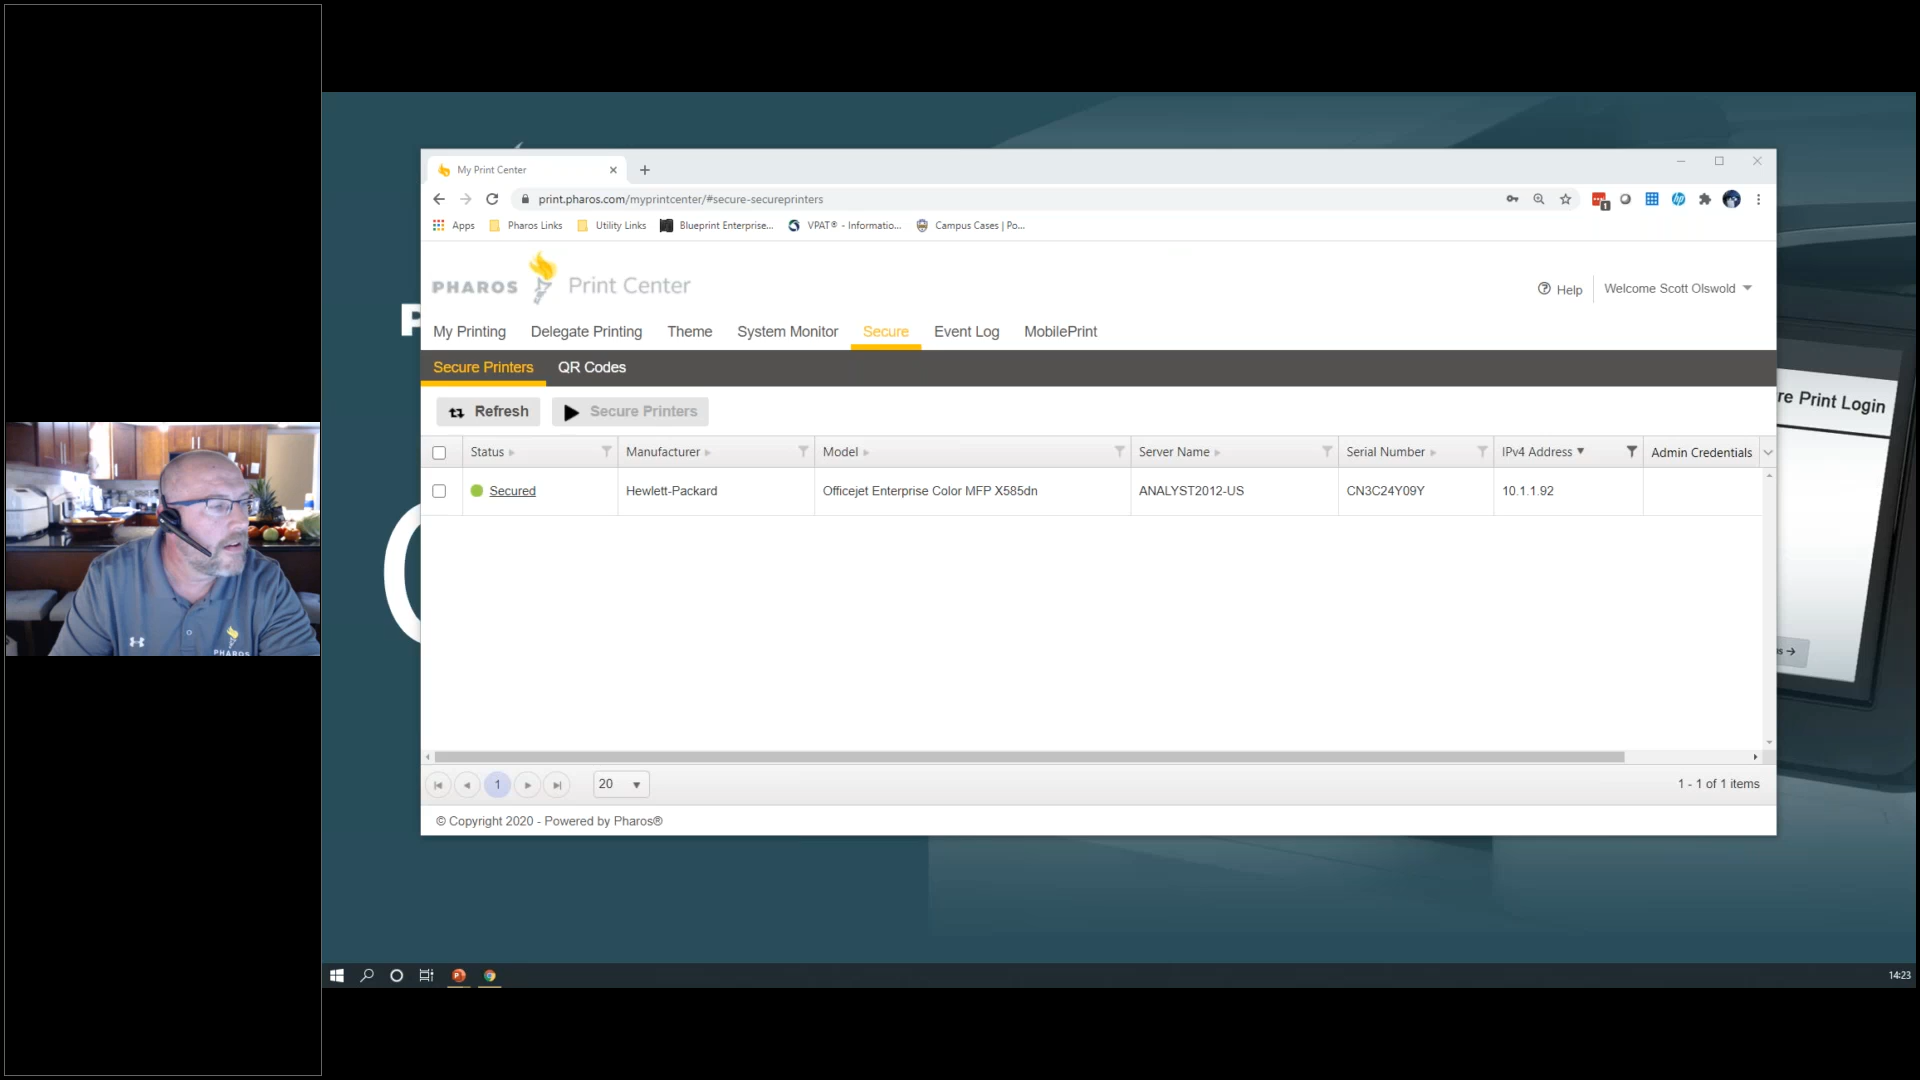 My Print Center
print.pharos.com/myprintcenter/#secure-secureprinters
1
Apps Pharos Links Utility Links Blueprint Enterprise... VPAT® - Informatio... Campus Cases | Po...
PHAROS Print Center
Help Welcome Scott Olswold
My Printing Delegate Printing Theme System Monitor Secure Event Log MobilePrint
Secure Printers QR Codes
re Print Login
Refresh Secure Printers
Status Manufacturer Model Server Name Serial Number IPv4 Address Admin Credentials
Secured Hewlett-Packard Officejet Enterprise Color MFP X585dn ANALYST2012-US CN3C24Y09Y 10.1.1.92
PHAROS
1 20 1 - 1 of 1 items
© Copyright 2020 - Powered by Pharos®
14:23